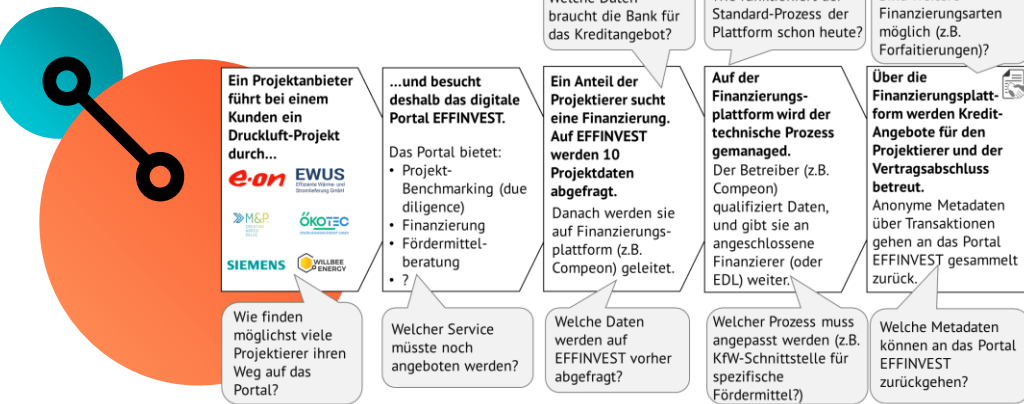 Welche Daten
braucht die Bank für
das Kreditangebot?
Standard-Prozess der
Plattform schon heute?
Finanzierungsarten
möglich (z.B.
Forfaitierungen)?
Ein Projektanbieter
führt bei einem
Kunden ein
Druckluft-Projekt
durch...
e·on
EWUS
Effiziente Wärme- und
Stromlieferung GmbH
M&P
ÖKOTEC
SIEMENS
WILLBEE
ENERGY
...und besucht
deshalb das digitale
Portal EFFINVEST.
Das Portal bietet:
• Projekt-
Benchmarking (due
diligence)
• Finanzierung
• Fördermittel-
beratung
• ?
Ein Anteil der
Projektierer sucht
eine Finanzierung.
Auf EFFINVEST
werden 10
Projektdaten
abgefragt.
Danach werden sie
auf Finanzierungs-
plattform (z.B.
Compeon) geleitet.
Auf der
Finanzierungs-
plattform wird der
technische Prozess
gemanaged.
Der Betreiber (z.B.
Compeon)
qualifiziert Daten,
und gibt sie an
angeschlossene
Finanzierer (oder
EDL) weiter.
Über die
Finanzierungsplatt-
form werden Kredit-
Angebote für den
Projektierer und der
Vertragsabschluss
betreut.
Anonyme Metadaten
über Transaktionen
gehen an das Portal
EFFINVEST gesammelt
zurück.
Wie finden
möglichst viele
Projektierer ihren
Weg auf das
Portal?
Welcher Service
müsste noch
angeboten werden?
Welche Daten
werden auf
EFFINVEST vorher
abgefragt?
Welcher Prozess muss
angepasst werden (z.B.
KfW-Schnittstelle für
spezifische
Fördermittel?)
Welche Metadaten
können an das Portal
EFFINVEST
zurückgehen?